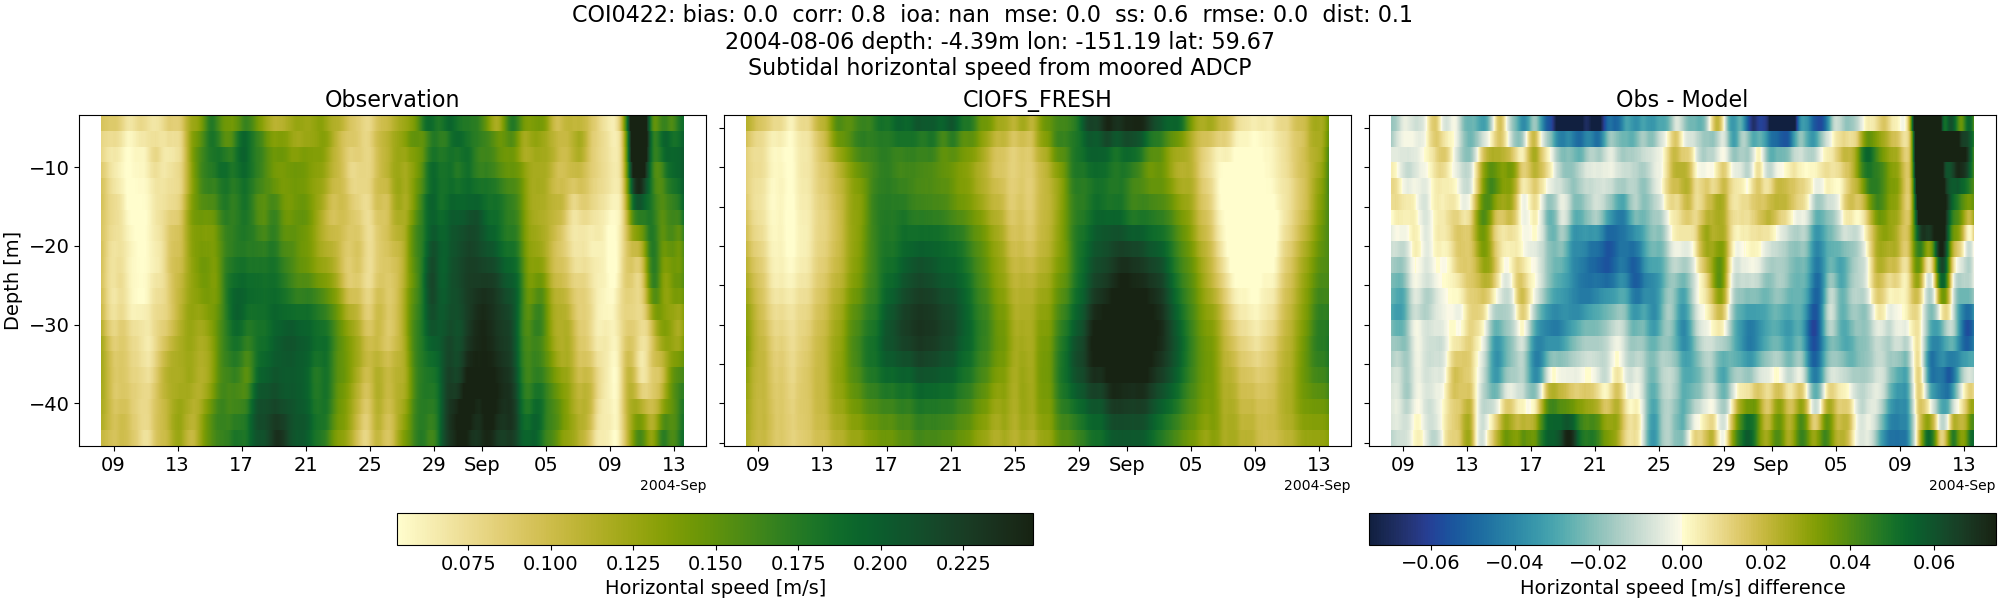 COI0422: bias: 0.0  corr: 0.8  ioa: nan  mse: 0.0  ss: 0.6  rmse: 0.0  dist: 0.1
2004-08-06 depth: -4.39m lon: -151.19 lat: 59.67
Subtidal horizontal speed from moored ADCP
Observation
CIOFS_FRESH
Obs - Model
Depth [m]
−10
−20
−30
−40
09 13 17 21 25 29 Sep 05 09 13
2004-Sep
09 13 17 21 25 29 Sep 05 09 13
2004-Sep
09 13 17 21 25 29 Sep 05 09 13
2004-Sep
0.075 0.100 0.125 0.150 0.175 0.200 0.225
Horizontal speed [m/s]
−0.06 −0.04 −0.02 0.00 0.02 0.04 0.06
Horizontal speed [m/s] difference